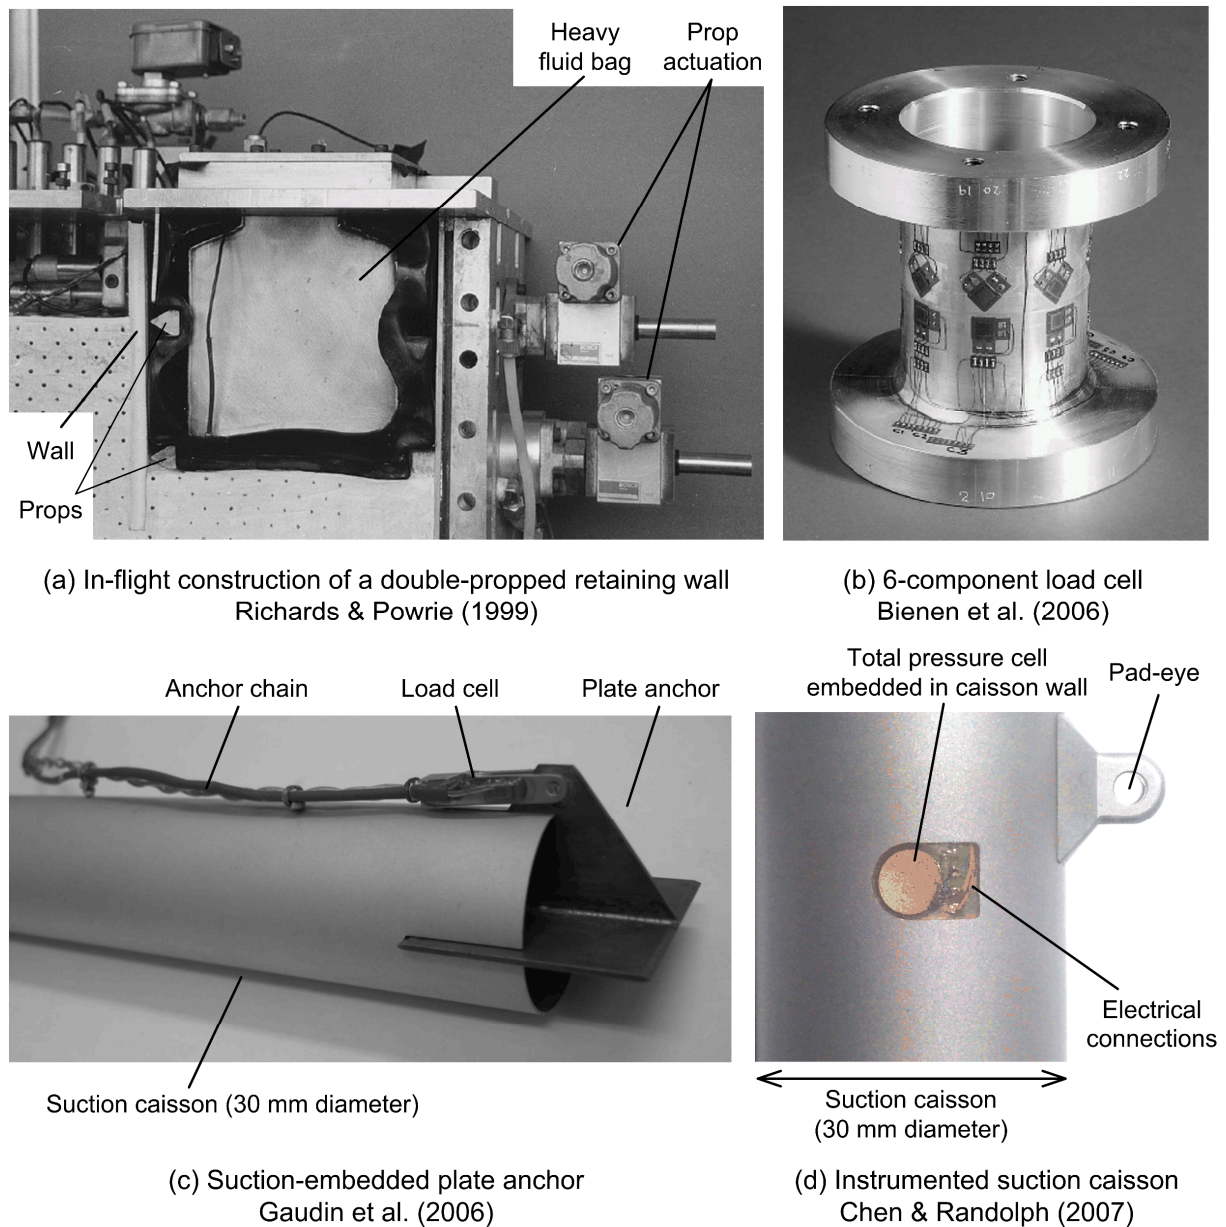 Heavy
fluid bag
Prop
actuation
Wall
Props
(a) In-flight construction of a double-propped retaining wall
Richards & Powrie (1999)
(b) 6-component load cell
Bienen et al. (2006)
Anchor chain
Load cell
Plate anchor
Suction caisson (30 mm diameter)
(c) Suction-embedded plate anchor
Gaudin et al. (2006)
Total pressure cell
embedded in caisson wall
Pad-eye
Electrical
connections
Suction caisson
(30 mm diameter)
(d) Instrumented suction caisson
Chen & Randolph (2007)